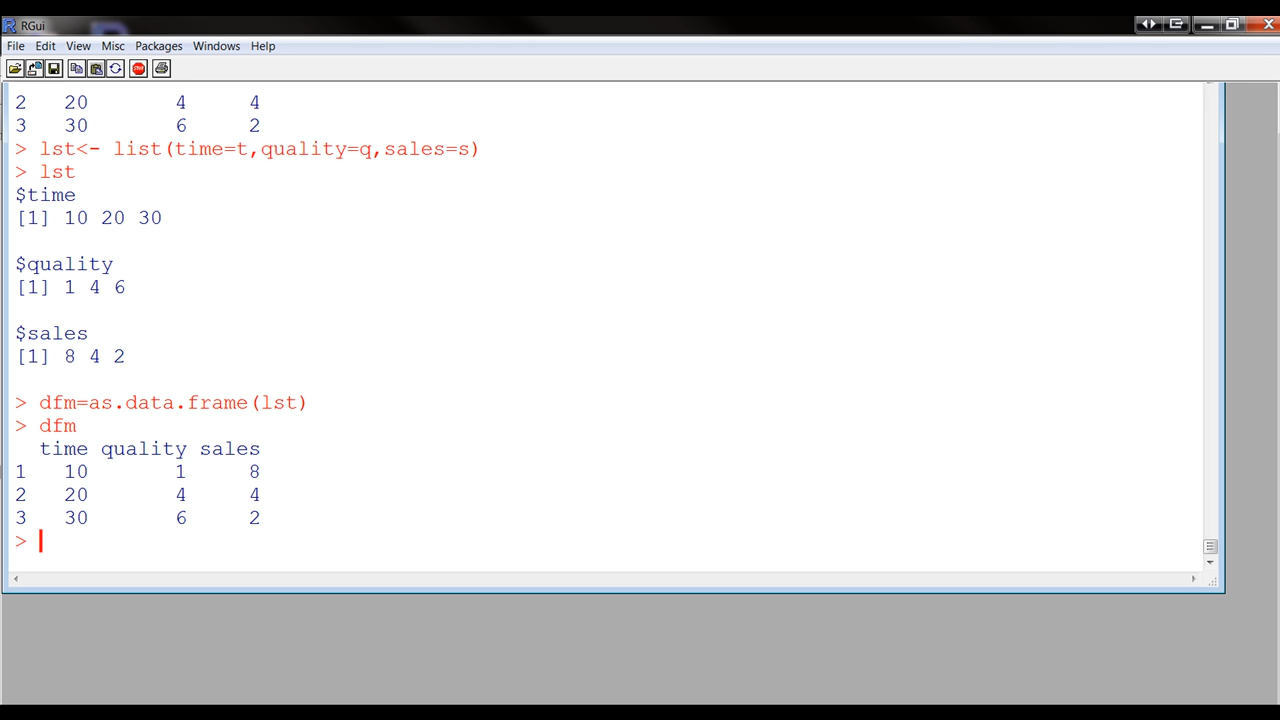 RGui
File Edit View Misc Packages Windows Help
STOP
2 20 4 4
3 30 6 2
> lst<- list(time=t,quality=q,sales=s)
> lst
$time
[1] 10 20 30
$quality
[1] 1 4 6
$sales
[1] 8 4 2
> dfm=as.data.frame(lst)
> dfm
time quality sales
1 10 1 8
2 20 4 4
3 30 6 2
>